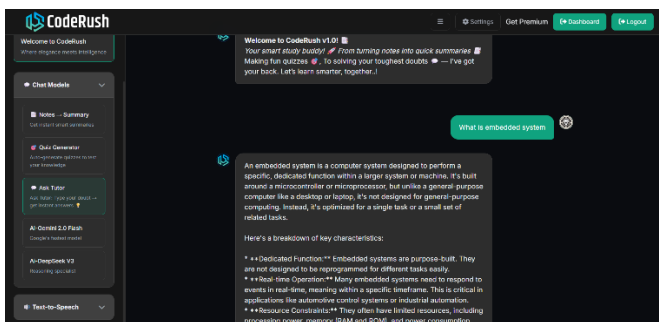 CodeRush
Settings Get Premium Dashboard Logout
Welcome to CodeRush
Where elegance meets intelligence
Chat Models
Notes → Summary
Get instant smart summaries
Quiz Generator
Auto-generate quizzes to test
your knowledge
Ask Tutor
Ask Tutor: Type your doubt →
get instant answers
AI-Gemini 2.0 Flash
Google's fastest model
AI-DeepSeek V3
Reasoning specialist
Text-to-Speech
Welcome to CodeRush v1.0!
Your smart study buddy! From turning notes into quick summaries
Making fun quizzes , To solving your toughest doubts — I've got
your back. Let's learn smarter, together..!
What is embedded system
An embedded system is a computer system designed to perform a
specific, dedicated function within a larger system or machine. It's built
around a microcontroller or microprocessor, but unlike a general-purpose
computer like a desktop or laptop, it's not designed for general-purpose
computing. Instead, it's optimized for a single task or a small set of
related tasks.
Here's a breakdown of key characteristics:
* **Dedicated Function:** Embedded systems are purpose-built. They
are not designed to be reprogrammed for different tasks easily.
* **Real-time Operation:** Many embedded systems need to respond to
events in real-time, meaning within a specific timeframe. This is critical in
applications like automotive control systems or industrial automation.
* **Resource Constraints:** They often have limited resources, including
processing power, memory (RAM and ROM), and power consumption